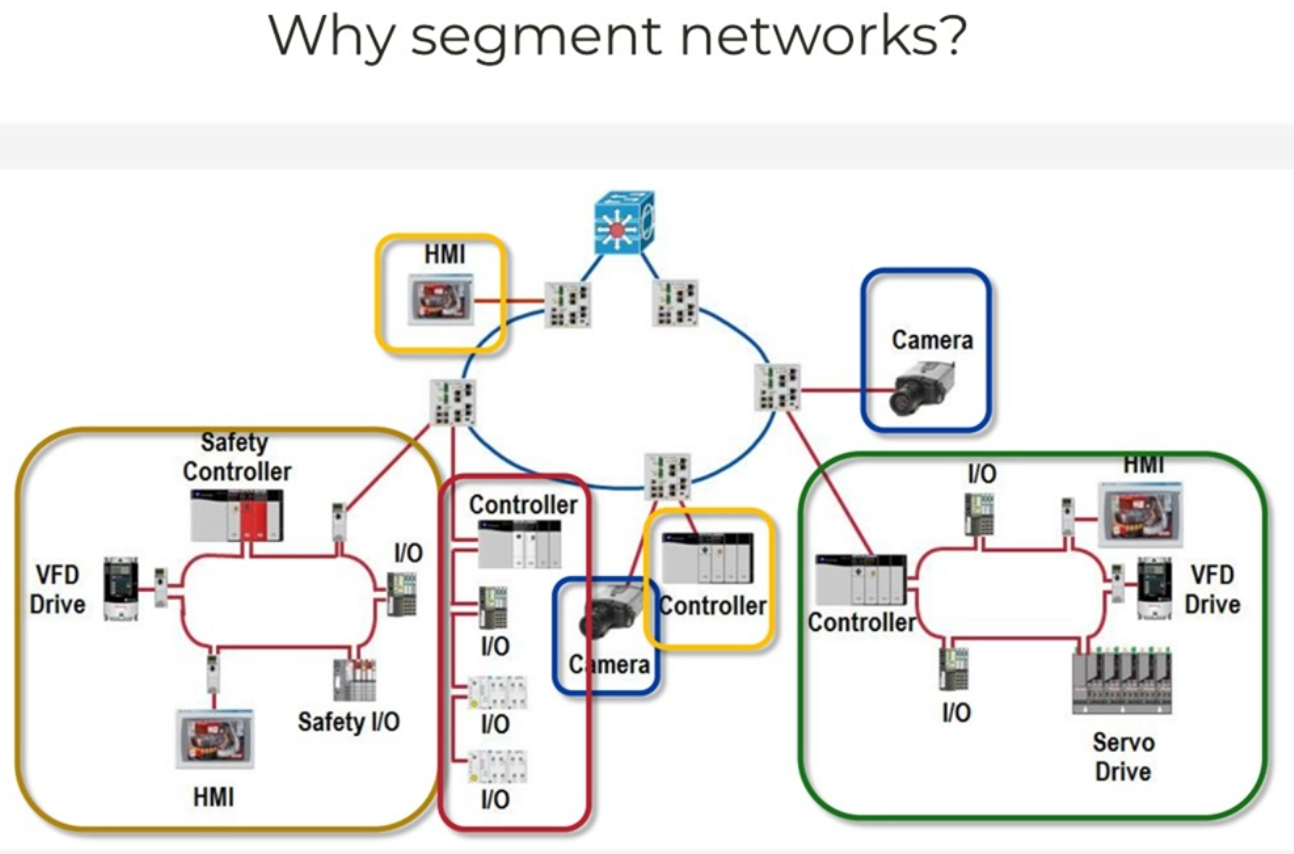 Why segment networks?
HMI
Camera
Safety
Controller
VFD
Drive
I/O
Safety I/O
HMI
Controller
I/O
I/O
I/O
Camera
Controller
Controller
I/O
HMI
VFD
Drive
I/O
Servo
Drive